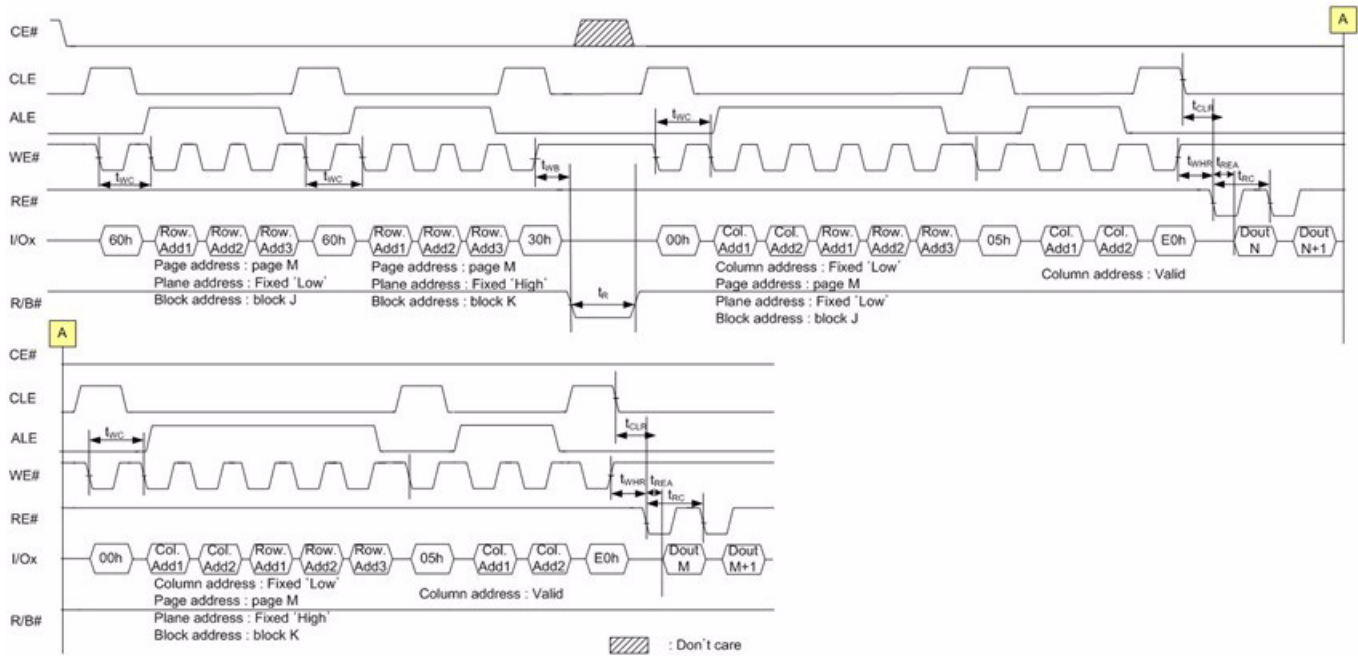 A
A
CE#
CLE
tCLR
ALE
tWC
WE#
tWC
tWC
tWB
tWHR
tREA
tRC
RE#
I/Ox
60h
Row. Add1
Row. Add2
Row. Add3
60h
Row. Add1
Row. Add2
Row. Add3
30h
00h
Col. Add1
Col. Add2
Row. Add1
Row. Add2
Row. Add3
05h
Col. Add1
Col. Add2
E0h
Dout N
Dout N+1
Page address : page M
Plane address : Fixed ´Low´
Block address : block J
Page address : page M
Plane address : Fixed ´High´
Block address : block K
Column address : Fixed ´Low´
Page address : page M
Plane address : Fixed ´Low´
Block address : block J
Column address : Valid
R/B#
tR
CE#
CLE
tCLR
ALE
tWC
WE#
tWHR
tREA
tRC
RE#
I/Ox
00h
Col. Add1
Col. Add2
Row. Add1
Row. Add2
Row. Add3
05h
Col. Add1
Col. Add2
E0h
Dout M
Dout M+1
Column address : Fixed ´Low´
Page address : page M
Plane address : Fixed ´High´
Block address : block K
Column address : Valid
R/B#
: Don´t care